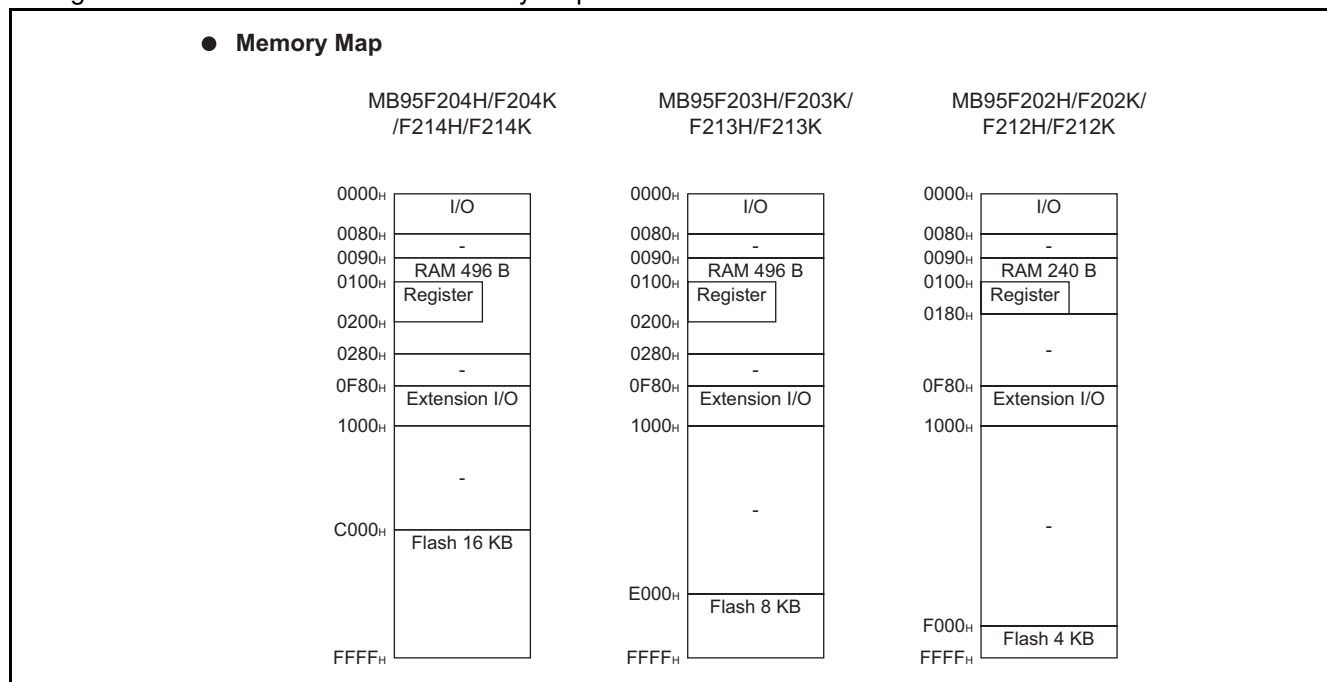 ● Memory Map
MB95F204H/F204K
/F214H/F214K
0000H
I/O
0080H
-
0090H
RAM 496 B
0100H
Register
0200H
0280H
-
0F80H
Extension I/O
1000H
-
C000H
Flash 16 KB
FFFFH
MB95F203H/F203K/
F213H/F213K
0000H
I/O
0080H
-
0090H
RAM 496 B
0100H
Register
0200H
0280H
-
0F80H
Extension I/O
1000H
-
E000H
Flash 8 KB
FFFFH
MB95F202H/F202K/
F212H/F212K
0000H
I/O
0080H
-
0090H
RAM 240 B
0100H
Register
0180H
-
0F80H
Extension I/O
1000H
-
F000H
Flash 4 KB
FFFFH